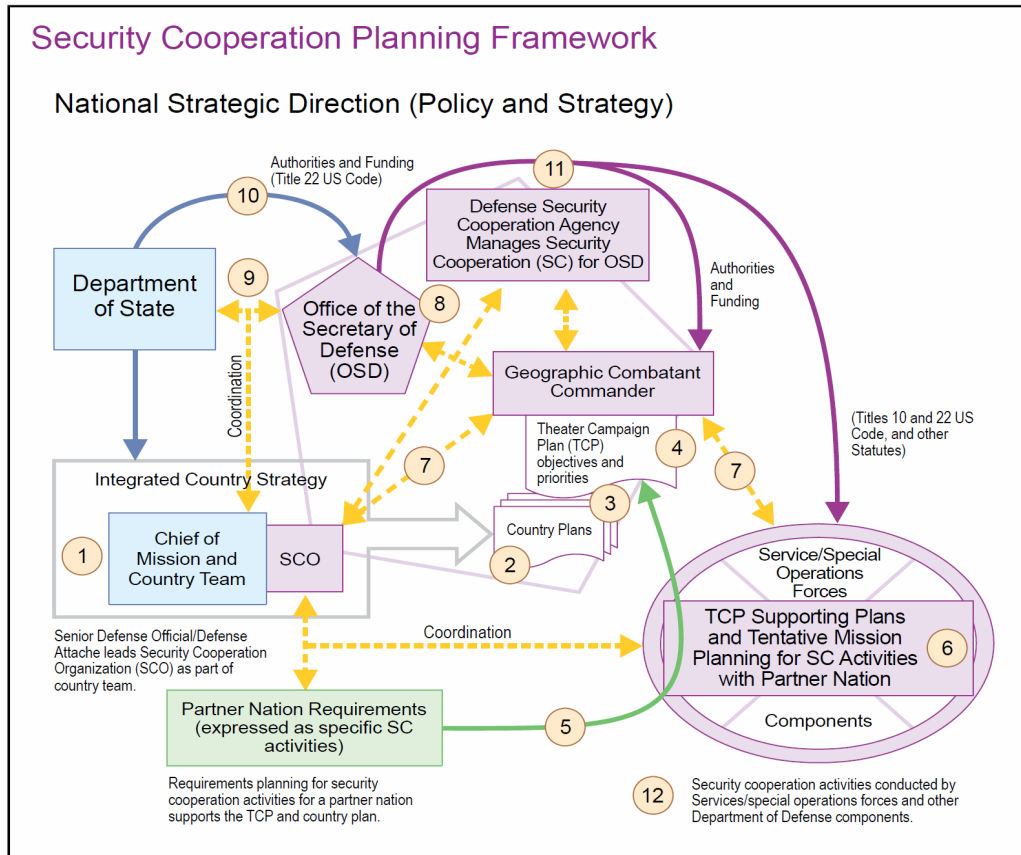 Security Cooperation Planning Framework
National Strategic Direction (Policy and Strategy)
Authorities and Funding
(Title 22 US Code)
10
11
Defense Security
Cooperation Agency
Manages Security
Cooperation (SC) for OSD
Department
of State
9
Office of the
Secretary of
Defense
(OSD)
8
Authorities
and
Funding
Coordination
Geographic Combatant
Commander
Theater Campaign
Plan (TCP)
objectives and
priorities
4
7
7
(Titles 10 and 22 US
Code, and other
Statutes)
Integrated Country Strategy
1
Chief of
Mission and
Country Team
SCO
3
Country Plans
2
Service/Special
Operations
Forces
TCP Supporting Plans
and Tentative Mission
Planning for SC Activities
with Partner Nation
6
Components
Senior Defense Official/Defense
Attache leads Security Cooperation
Organization (SCO) as part of
country team.
Coordination
Partner Nation Requirements
(expressed as specific SC
activities)
5
Requirements planning for security
cooperation activities for a partner nation
supports the TCP and country plan.
12
Security cooperation activities conducted by
Services/special operations forces and other
Department of Defense components.